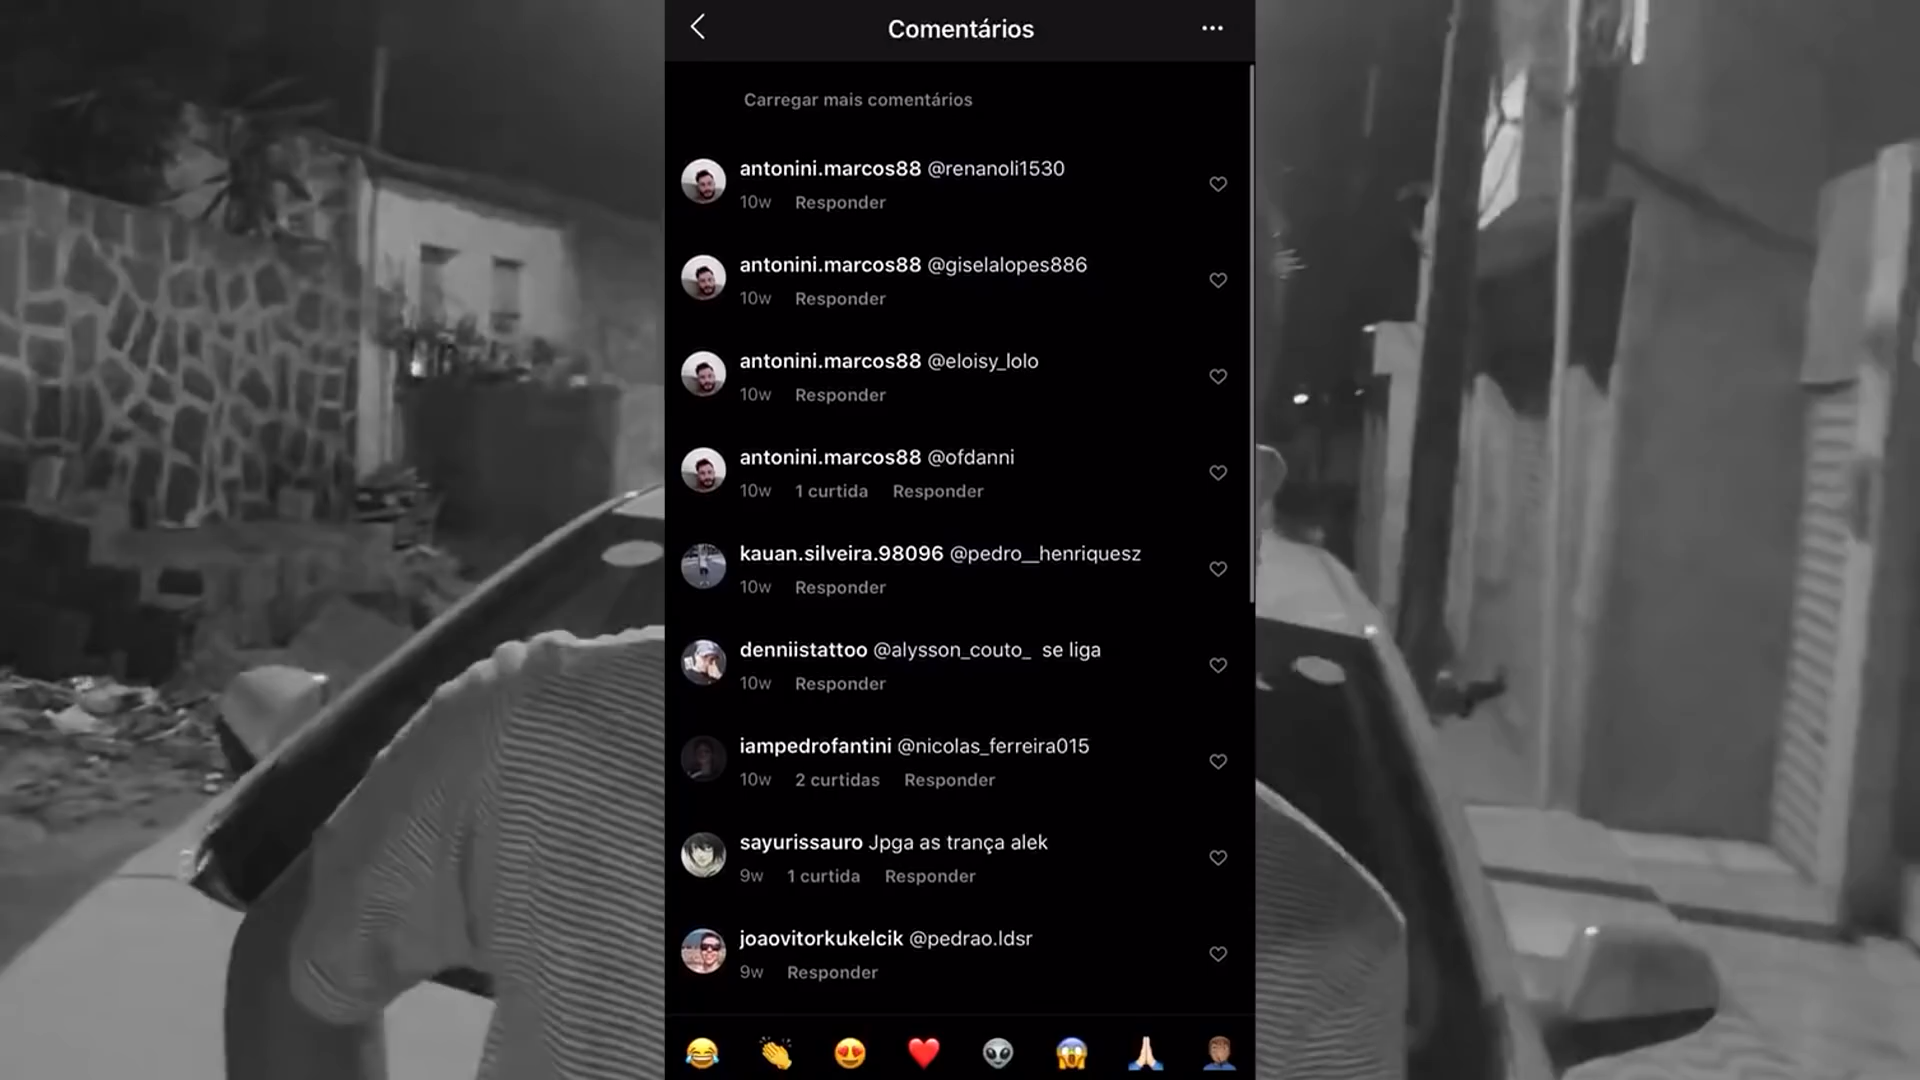 Comentários
Carregar mais comentários
antonini.marcos88 @renanoli1530
10w Responder
antonini.marcos88 @giselalopes886
10w Responder
antonini.marcos88 @eloisy_lolo
10w Responder
antonini.marcos88 @ofdanni
10w 1 curtida Responder
kauan.silveira.98096 @pedro__henriquesz
10w Responder
denniistattoo @alysson_couto_ se liga
10w Responder
iampedrofantini @nicolas_ferreira015
10w 2 curtidas Responder
sayurissauro Jpga as trança alek
9w 1 curtida Responder
joaovitorkukelcik @pedrao.ldsr
9w Responder